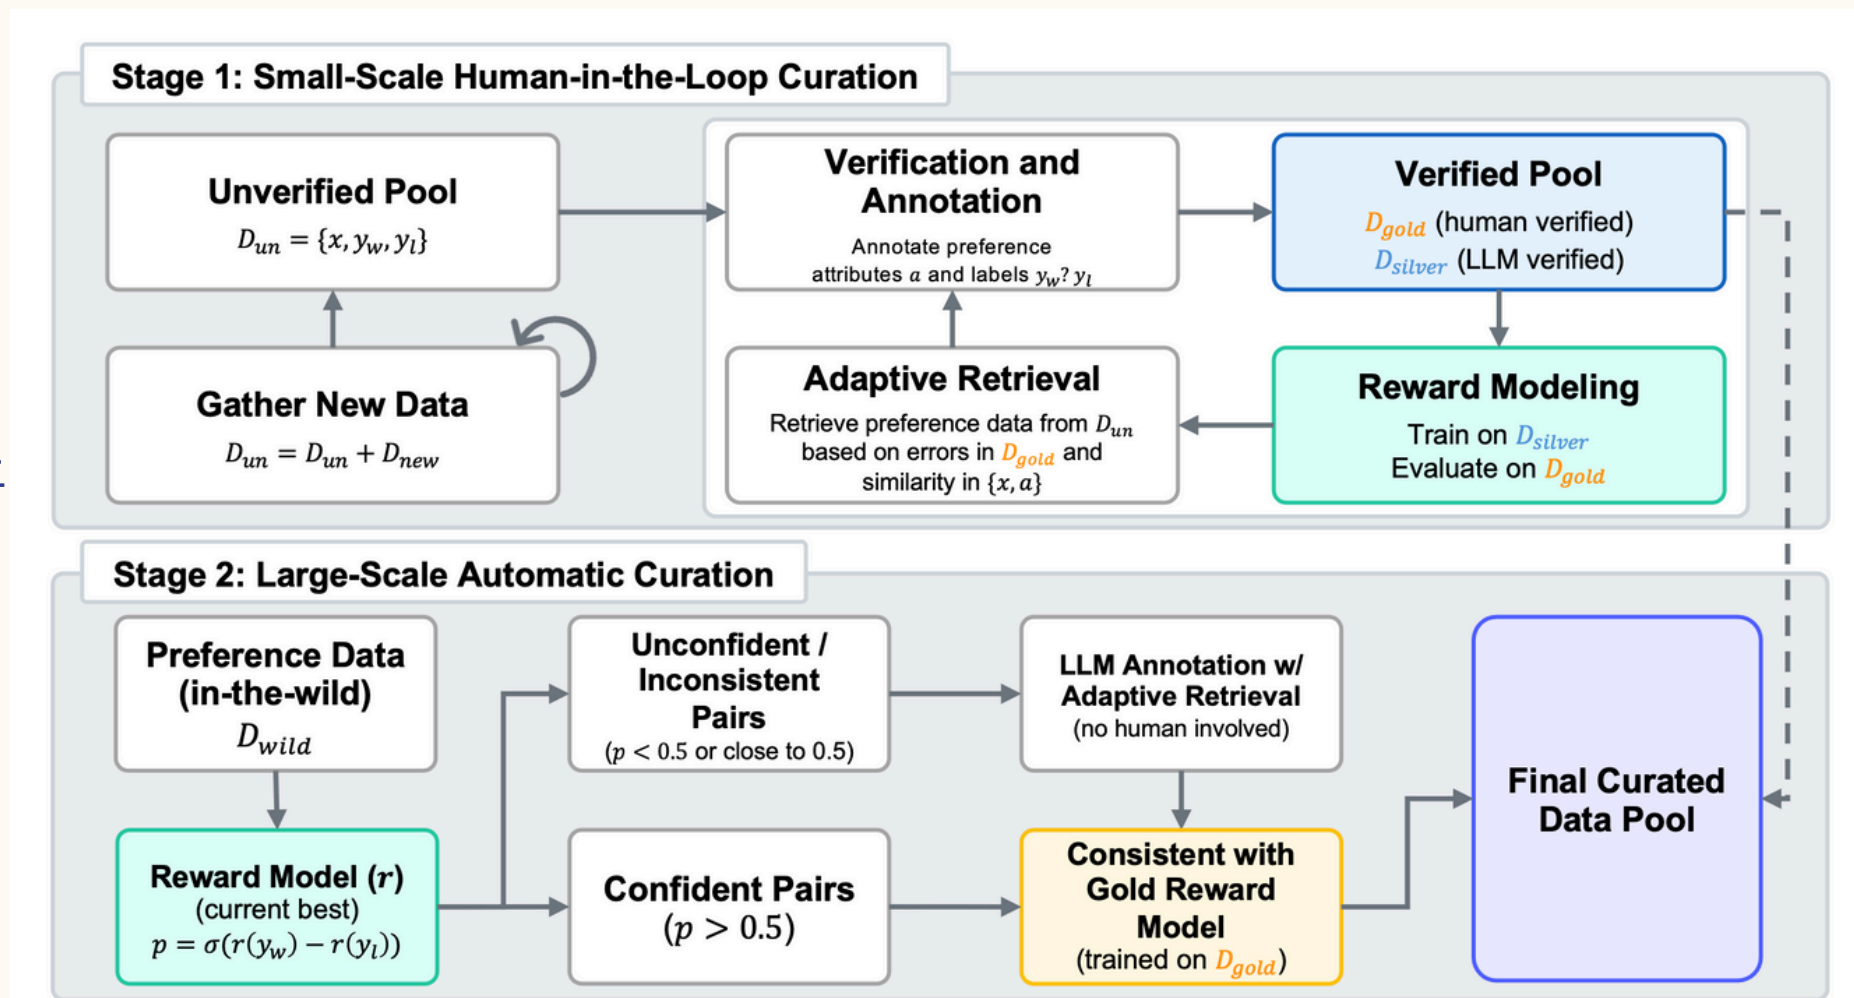 Stage 1: Small-Scale Human-in-the-Loop Curation
Unverified Pool
D_un = {x, y_w, y_l}
Gather New Data
D_un = D_un + D_new
Verification and
Annotation
Annotate preference
attributes a and labels y_w? y_l
Verified Pool
D_gold (human verified)
D_silver (LLM verified)
Adaptive Retrieval
Retrieve preference data from D_un
based on errors in D_gold and
similarity in {x, a}
Reward Modeling
Train on D_silver
Evaluate on D_gold
Stage 2: Large-Scale Automatic Curation
Preference Data
(in-the-wild)
D_wild
Reward Model (r)
(current best)
p = σ(r(y_w) − r(y_l))
Unconfident /
Inconsistent
Pairs
(p < 0.5 or close to 0.5)
Confident Pairs
(p > 0.5)
LLM Annotation w/
Adaptive Retrieval
(no human involved)
Consistent with
Gold Reward
Model
(trained on D_gold)
Final Curated
Data Pool